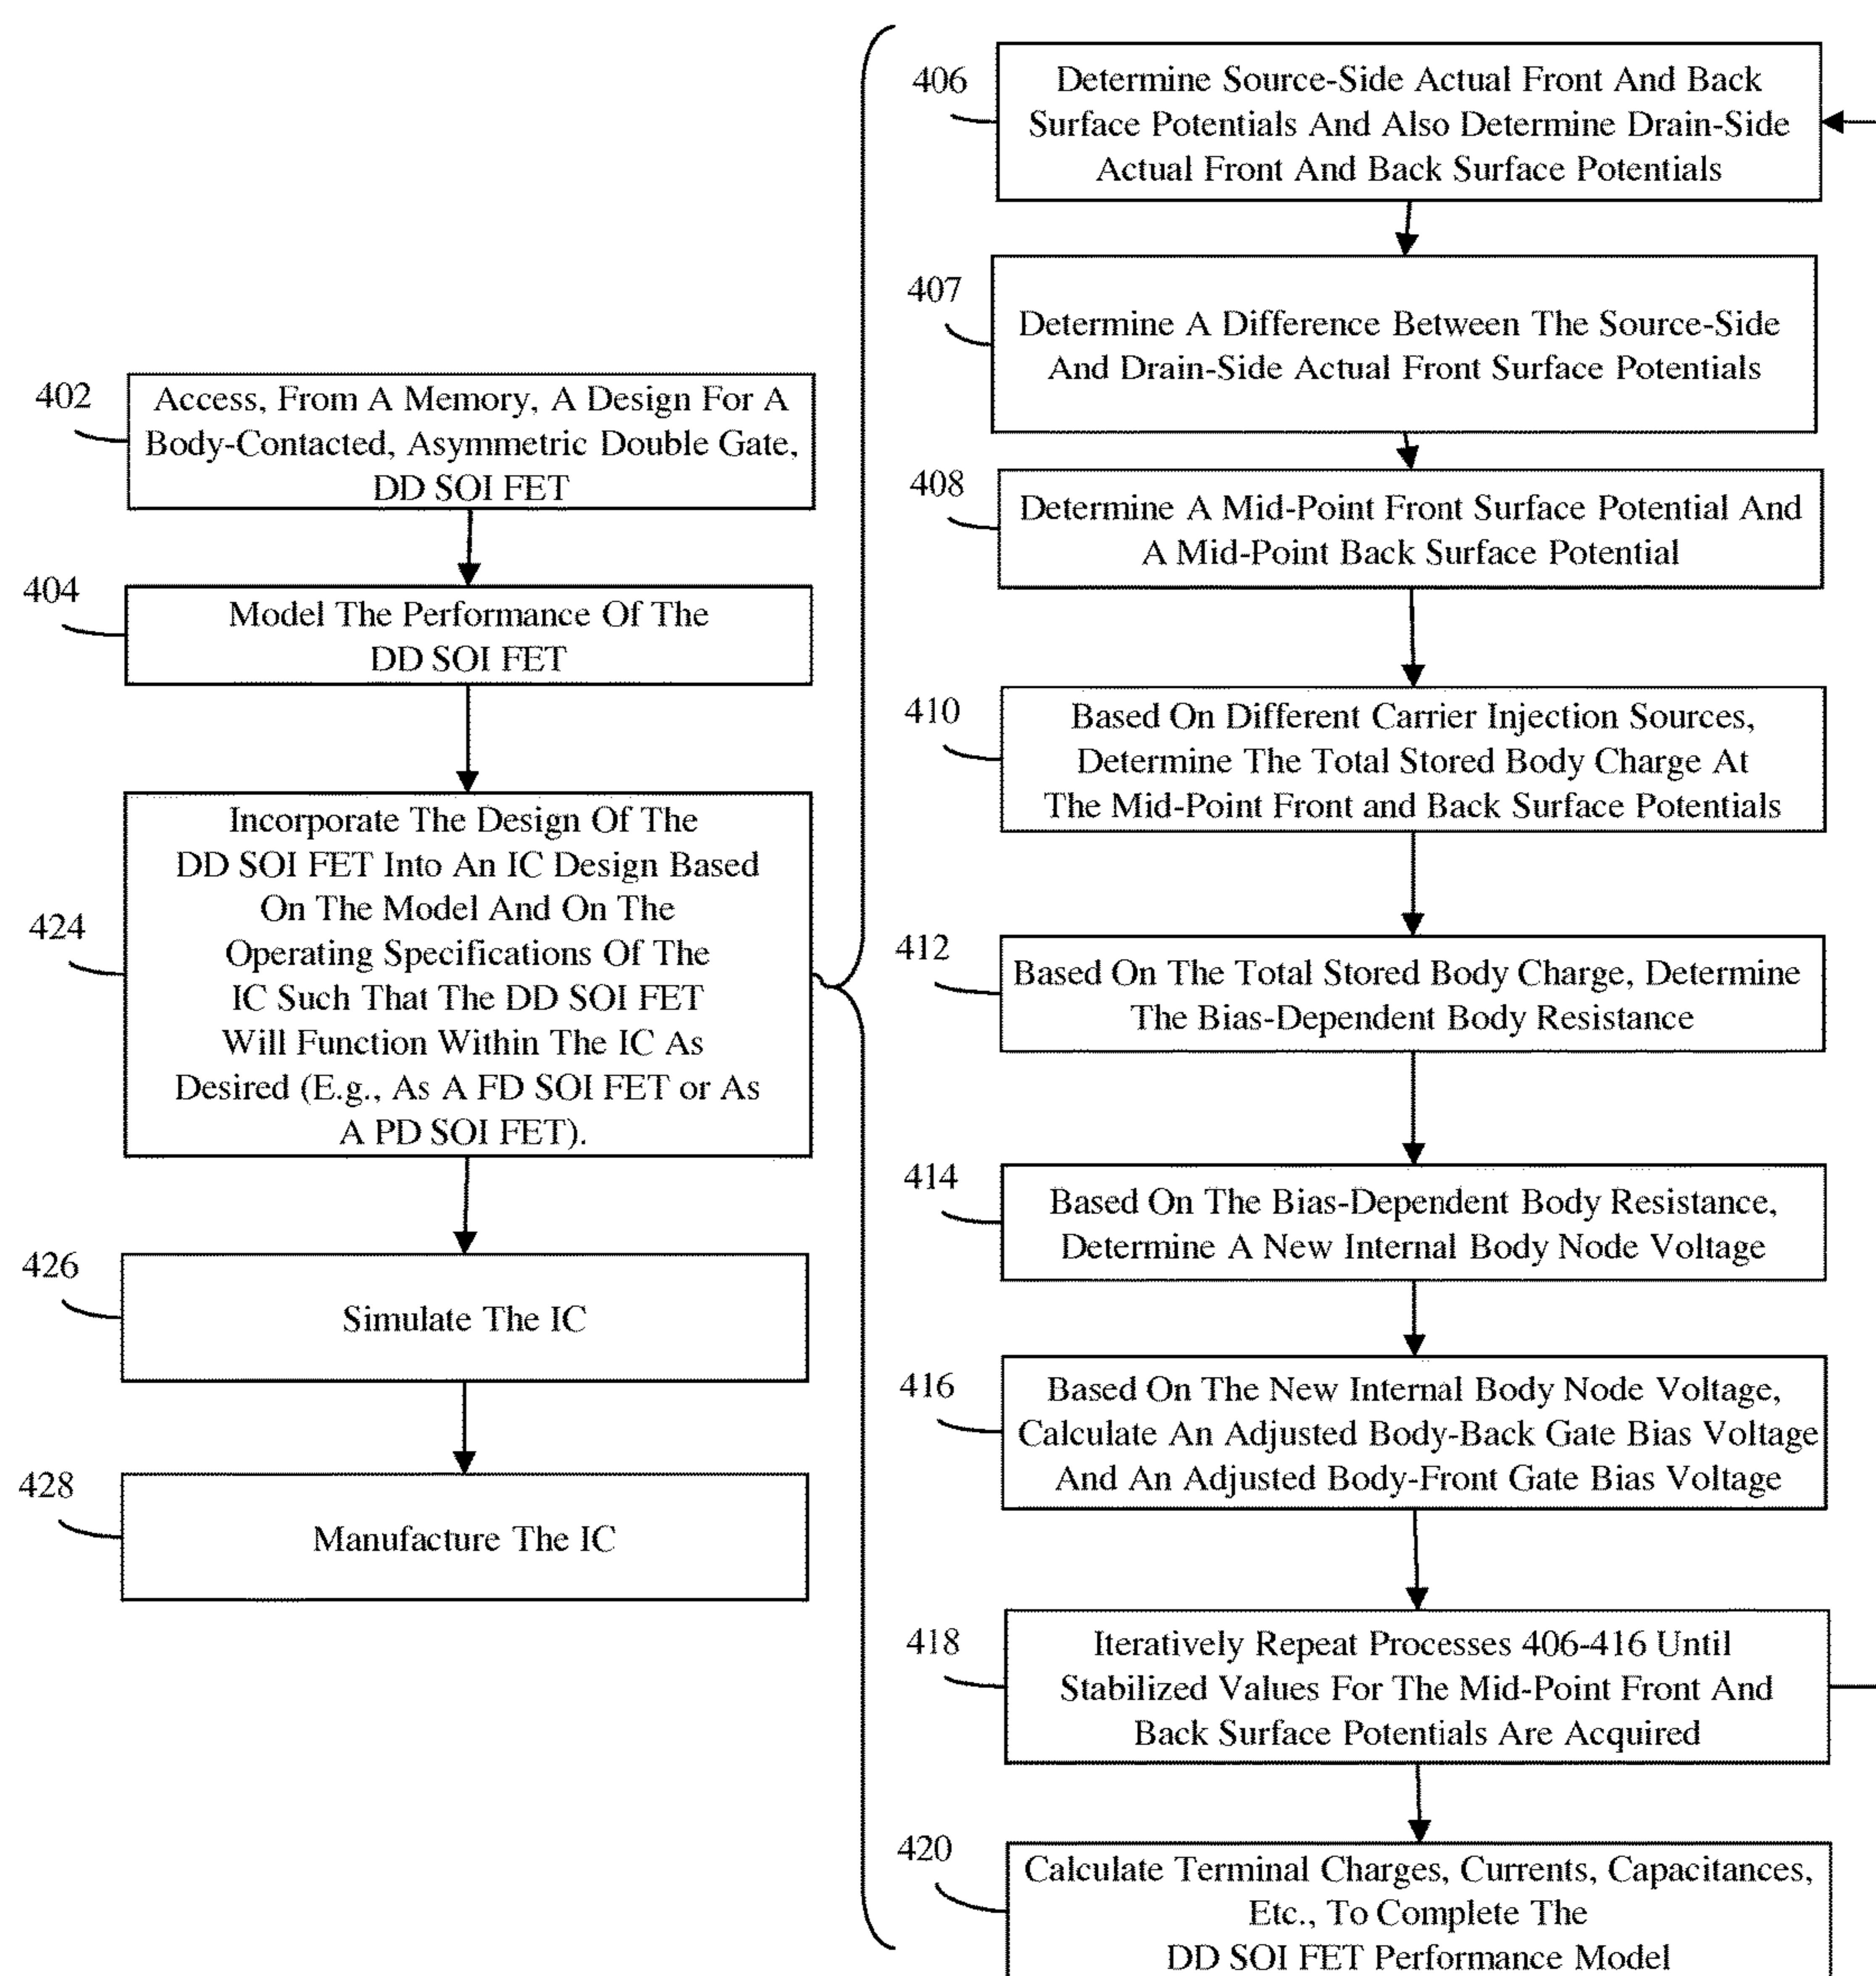 402
Access, From A Memory, A Design For A
Body-Contacted, Asymmetric Double Gate,
DD SOI FET
404
Model The Performance Of The
DD SOI FET
424
Incorporate The Design Of The
DD SOI FET Into An IC Design Based
On The Model And On The
Operating Specifications Of The
IC Such That The DD SOI FET
Will Function Within The IC As
Desired (E.g., As A FD SOI FET or As
A PD SOI FET).
426
Simulate The IC
428
Manufacture The IC
406
Determine Source-Side Actual Front And Back
Surface Potentials And Also Determine Drain-Side
Actual Front And Back Surface Potentials
407
Determine A Difference Between The Source-Side
And Drain-Side Actual Front Surface Potentials
408
Determine A Mid-Point Front Surface Potential And
A Mid-Point Back Surface Potential
410
Based On Different Carrier Injection Sources,
Determine The Total Stored Body Charge At
The Mid-Point Front and Back Surface Potentials
412
Based On The Total Stored Body Charge, Determine
The Bias-Dependent Body Resistance
414
Based On The Bias-Dependent Body Resistance,
Determine A New Internal Body Node Voltage
416
Based On The New Internal Body Node Voltage,
Calculate An Adjusted Body-Back Gate Bias Voltage
And An Adjusted Body-Front Gate Bias Voltage
418
Iteratively Repeat Processes 406-416 Until
Stabilized Values For The Mid-Point Front And
Back Surface Potentials Are Acquired
420
Calculate Terminal Charges, Currents, Capacitances,
Etc., To Complete The
DD SOI FET Performance Model